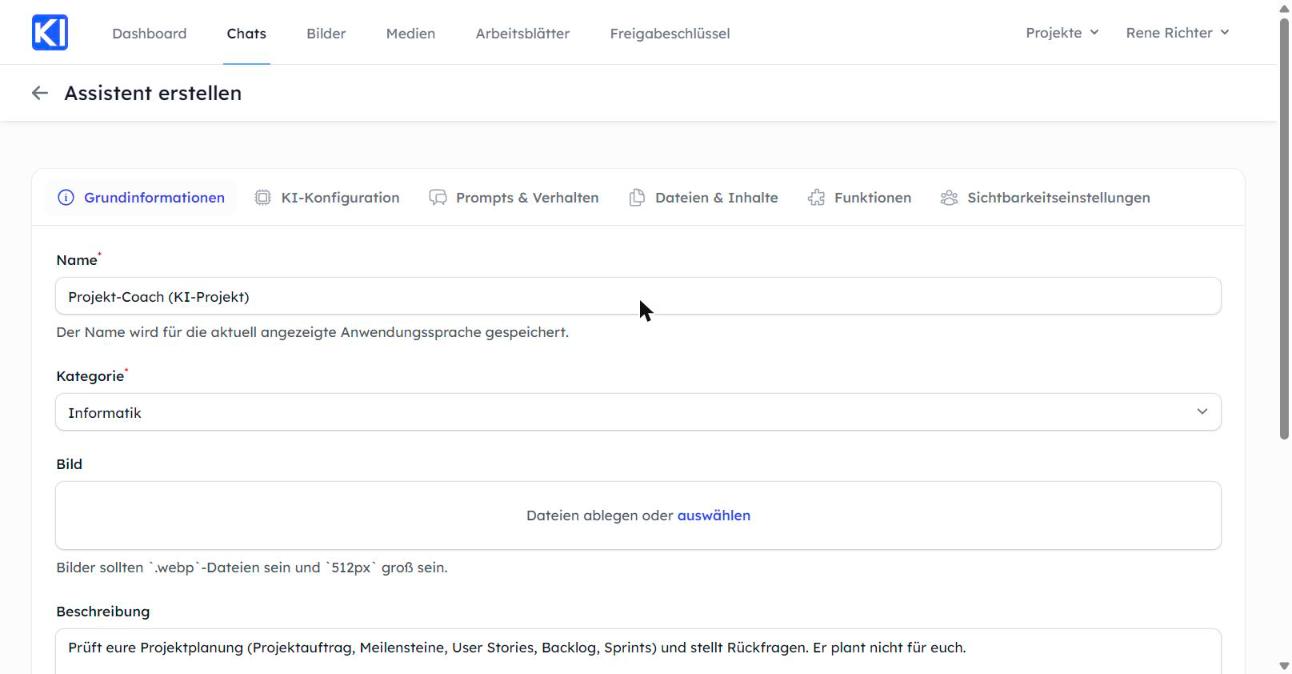 KI
Dashboard
Chats
Bilder
Medien
Arbeitsblätter
Freigabeschlüssel
Projekte
Rene Richter
Assistent erstellen
Grundinformationen
KI-Konfiguration
Prompts & Verhalten
Dateien & Inhalte
Funktionen
Sichtbarkeitseinstellungen
Name*
Projekt-Coach (KI-Projekt)
Der Name wird für die aktuell angezeigte Anwendungssprache gespeichert.
Kategorie*
Informatik
Bild
Dateien ablegen oder auswählen
Bilder sollten `.webp`-Dateien sein und `512px` groß sein.
Beschreibung
Prüft eure Projektplanung (Projektauftrag, Meilensteine, User Stories, Backlog, Sprints) und stellt Rückfragen. Er plant nicht für euch.